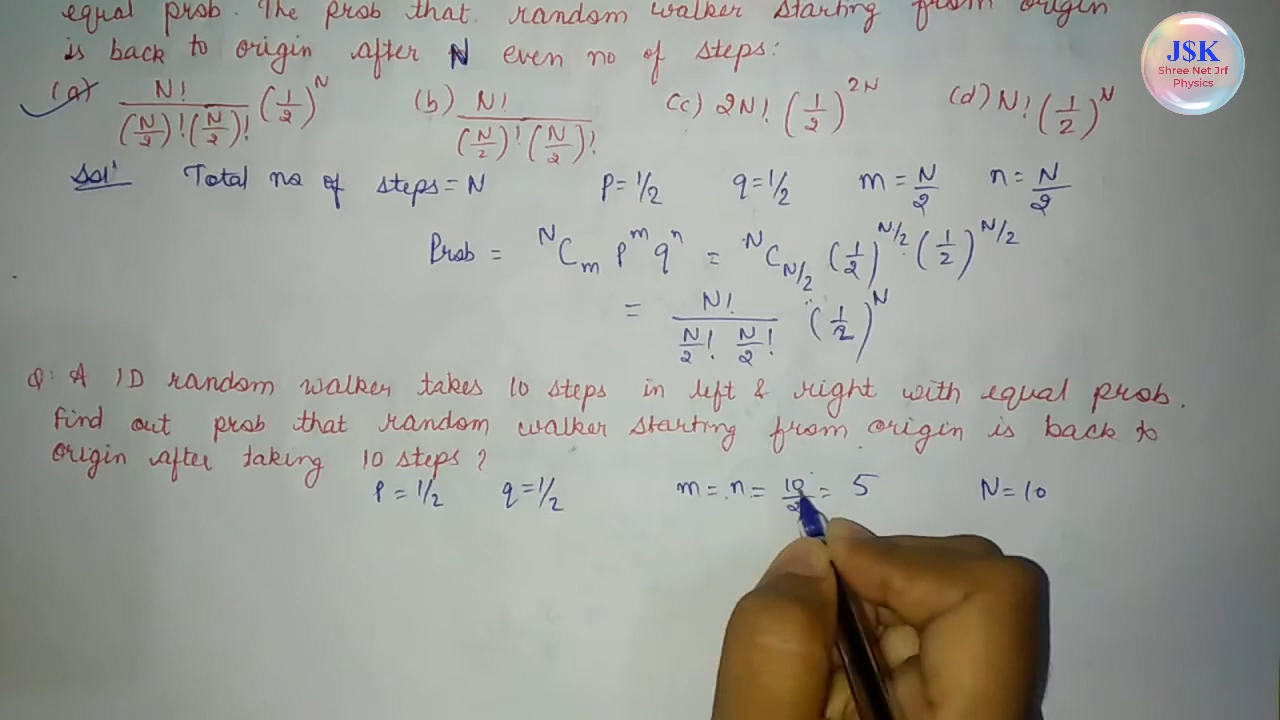 equal prob. The prob that random walker starting from origin
is back to origin after N even no of steps:
(a) N!/((N/2)!(N/2)!) (1/2)^N (b) N!/((N/2)!(N/2)!) (c) 2N! (1/2)^2N (d) N! (1/2)^N
Sol' Total no of steps = N P = 1/2 q = 1/2 m = N/2 n = N/2
Prob = ^N C_m P^m q^n = ^N C_N/2 (1/2)^N/2 (1/2)^N/2
= N!/(N/2! N/2!) (1/2)^N
Q: A 1D random walker takes 10 steps in left & right with equal prob.
find out prob that random walker starting from origin is back to
origin after taking 10 steps?
P = 1/2 q = 1/2 m = n = 10/2 = 5 N = 10
J$K
Shree Net Jrf
Physics